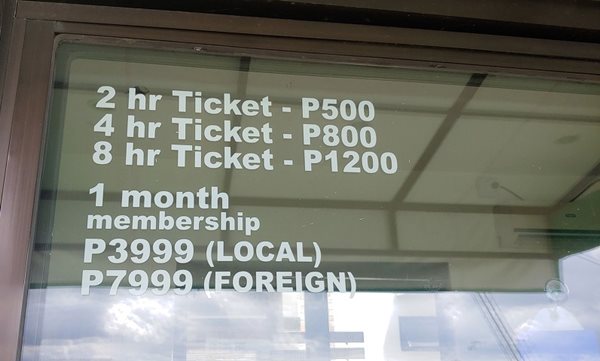 2 hr Ticket - P500
4 hr Ticket - P800
8 hr Ticket - P1200
1 month
membership
P3999 (LOCAL)
P7999 (FOREIGN)